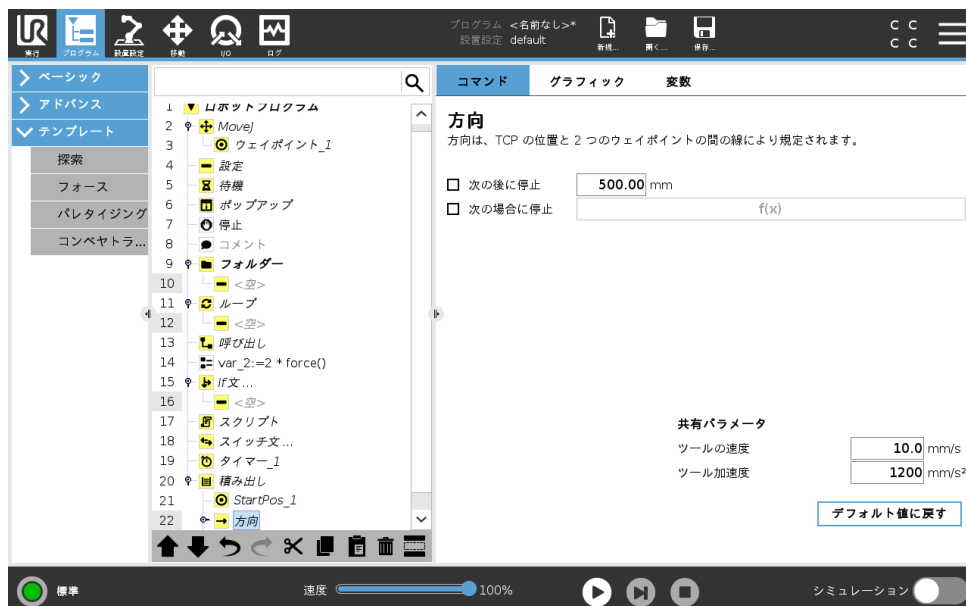 プログラム <名前なし>*
設置設定 default
実行 プログラム 設置設定 移動 I/O ログ
新規... 開く... 保存...
C C
C C
ベーシック
アドバンス
テンプレート
探索
フォース
パレタイジング
コンベヤトラ...
1 ロボットプログラム
2 MoveJ
3 ウェイポイント_1
4 設定
5 待機
6 ポップアップ
7 停止
8 コメント
9 フォルダー
10 <空>
11 ループ
12 <空>
13 呼び出し
14 var_2:=2 * force()
15 If文 ...
16 <空>
17 スクリプト
18 スイッチ文 ...
19 タイマー_1
20 積み出し
21 StartPos_1
22 方向
コマンド グラフィック 変数
方向
方向は、TCP の位置と 2 つのウェイポイントの間の線により規定されます。
次の後に停止 500.00 mm
次の場合に停止 f(x)
共有パラメータ
ツールの速度 10.0 mm/s
ツール加速度 1200 mm/s²
デフォルト値に戻す
標準
速度 100%
シミュレーション